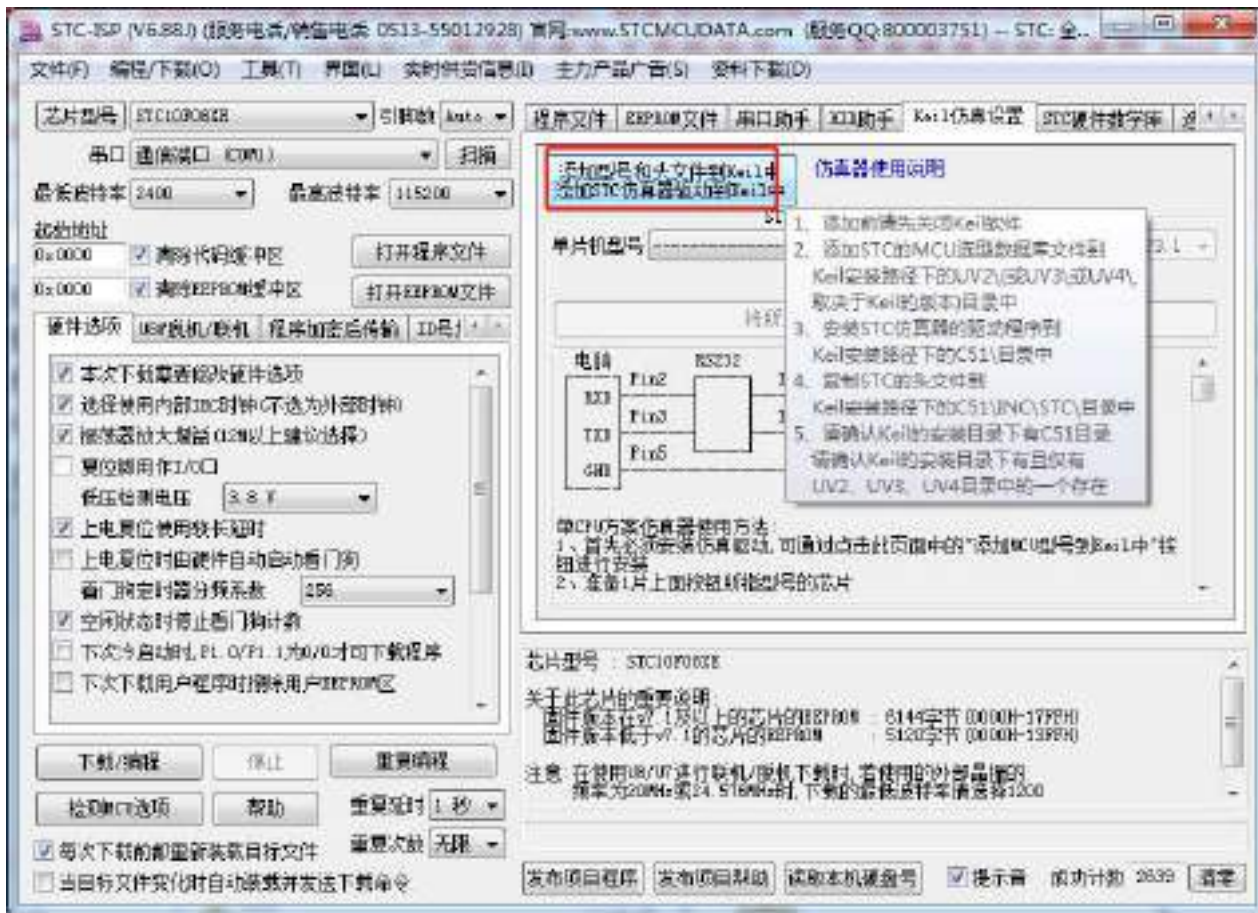 STC-ISP (V6.88J) (服务电话/销售电话: 0513-55012928) 官网:www.STCMCUDATA.com (服务QQ:800003751) -- STC: 全..
文件(F) 编程/下载(O) 工具(T) 界面(L) 实时供货信息(I) 主力产品广告(S) 资料下载(D)
芯片型号 STC10F08XE 引脚数 Auto
串口 通信端口 (COM1) 扫描
最低波特率 2400 最高波特率 115200
起始地址
0x0000 清除代码缓冲区 打开程序文件
0x0000 清除EEPROM缓冲区 打开EEPROM文件
硬件选项 USB脱机/联机 程序加密后传输 ID号
本次下载需要修改硬件选项
选择使用内部IRC时钟(不选为外部时钟)
振荡器放大增益(12M以上建议选择)
复位脚用作I/O口
低压检测电压 3.8 V
上电复位使用较长延时
上电复位时由硬件自动启动看门狗
看门狗定时器分频系数 256
空闲状态时停止看门狗计数
下次冷启动时,P1.0/P1.1为0/0才可下载程序
下次下载用户程序时擦除用户EEPROM区
下载/编程 停止 重复编程
检测MCU选项 帮助 重复延时 1 秒
重复次数 无限
每次下载前都重新装载目标文件
当目标文件变化时自动装载并发送下载命令
程序文件 EEPROM文件 串口助手 HID助手 Keil仿真设置 STC硬件数学库 选
添加型号和头文件到Keil中
添加STC仿真器驱动到Keil中
仿真器使用说明
单片机型号
1、添加前请先关闭Keil软件
2、添加STC的MCU选型数据库文件到
Keil安装路径下的UV2\(或UV3\或UV4\,
取决于Keil的版本)目录中
3、安装STC仿真器的驱动程序到
Keil安装路径下的C51\目录中
4、复制STC的头文件到
Keil安装路径下的C51\INC\STC\目录中
5、请确认Keil的安装目录下有C51目录
请确认Keil的安装目录下有且仅有
UV2、UV3、UV4目录中的一个存在
将所
电脑 RS232
RXD Pin2
TXD Pin3
GND Pin5
单CPU方案仿真器使用方法:
1、首先必须安装仿真驱动,可通过点击此页面中的"添加MCU型号到Keil中"按
钮进行安装
2、准备1片上面按钮所指型号的芯片
芯片型号 : STC10F08XE
关于此芯片的重要说明:
固件版本在v7.1及以上的芯片的EEPROM : 6144字节(0000H-17FFH)
固件版本低于v7.1的芯片的EEPROM : 5120字节(0000H-13FFH)
注意:在使用U8/U7进行联机/脱机下载时,若使用的外部晶振的
频率为20MHz或24.576MHz时,下载的最低波特率请选择1200
发布项目程序 发布项目帮助 读取本机硬盘号 提示音 成功计数 2639 清零